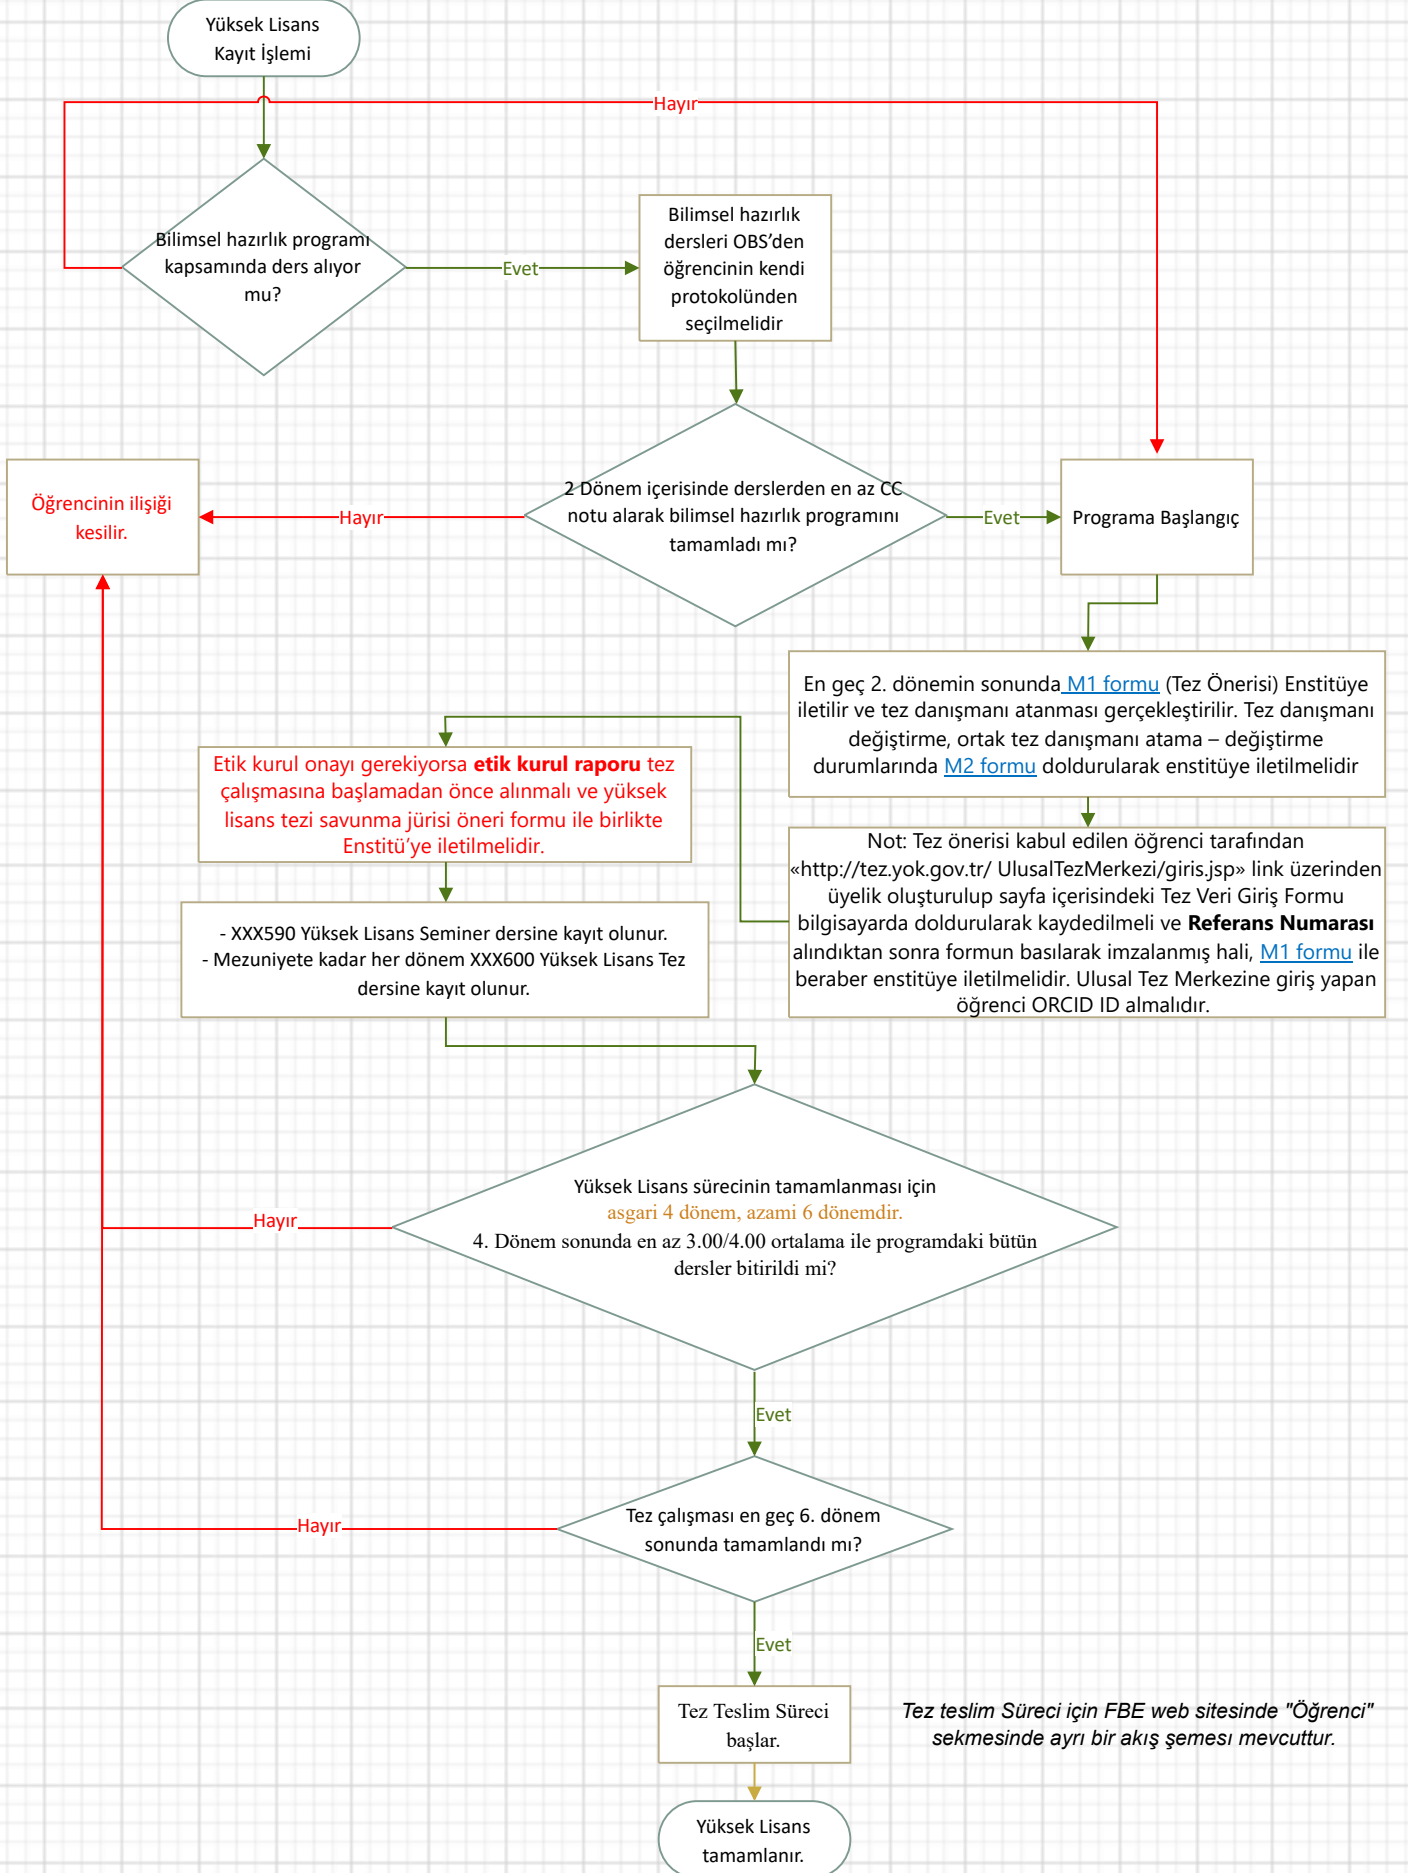 Yüksek Lisans
Kayıt İşlemi
Hayır
Bilimsel hazırlık programı
kapsamında ders alıyor
mu?
Evet
Bilimsel hazırlık
dersleri OBS’den
öğrencinin kendi
protokolünden
seçilmelidir
Öğrencinin ilişiği
kesilir.
Hayır
2 Dönem içerisinde derslerden en az CC
notu alarak bilimsel hazırlık programını
tamamladı mı?
Evet
Programa Başlangıç
En geç 2. dönemin sonunda M1 formu (Tez Önerisi) Enstitüye
iletilir ve tez danışmanı atanması gerçekleştirilir. Tez danışmanı
değiştirme, ortak tez danışmanı atama – değiştirme
durumlarında M2 formu doldurularak enstitüye iletilmelidir
Etik kurul onayı gerekiyorsa etik kurul raporu tez
çalışmasına başlamadan önce alınmalı ve yüksek
lisans tezi savunma jürisi öneri formu ile birlikte
Enstitü’ye iletilmelidir.
Not: Tez önerisi kabul edilen öğrenci tarafından
«http://tez.yok.gov.tr/ UlusalTezMerkezi/giris.jsp» link üzerinden
üyelik oluşturulup sayfa içerisindeki Tez Veri Giriş Formu
bilgisayarda doldurularak kaydedilmeli ve Referans Numarası
alındıktan sonra formun basılarak imzalanmış hali, M1 formu ile
beraber enstitüye iletilmelidir. Ulusal Tez Merkezine giriş yapan
öğrenci ORCID ID almalıdır.
- XXX590 Yüksek Lisans Seminer dersine kayıt olunur.
- Mezuniyete kadar her dönem XXX600 Yüksek Lisans Tez
dersine kayıt olunur.
Yüksek Lisans sürecinin tamamlanması için
asgari 4 dönem, azami 6 dönemdir.
4. Dönem sonunda en az 3.00/4.00 ortalama ile programdaki bütün
dersler bitirildi mi?
Hayır
Evet
Tez çalışması en geç 6. dönem
sonunda tamamlandı mı?
Hayır
Evet
Tez Teslim Süreci
başlar.
Tez teslim Süreci için FBE web sitesinde "Öğrenci"
sekmesinde ayrı bir akış şeması mevcuttur.
Yüksek Lisans
tamamlanır.